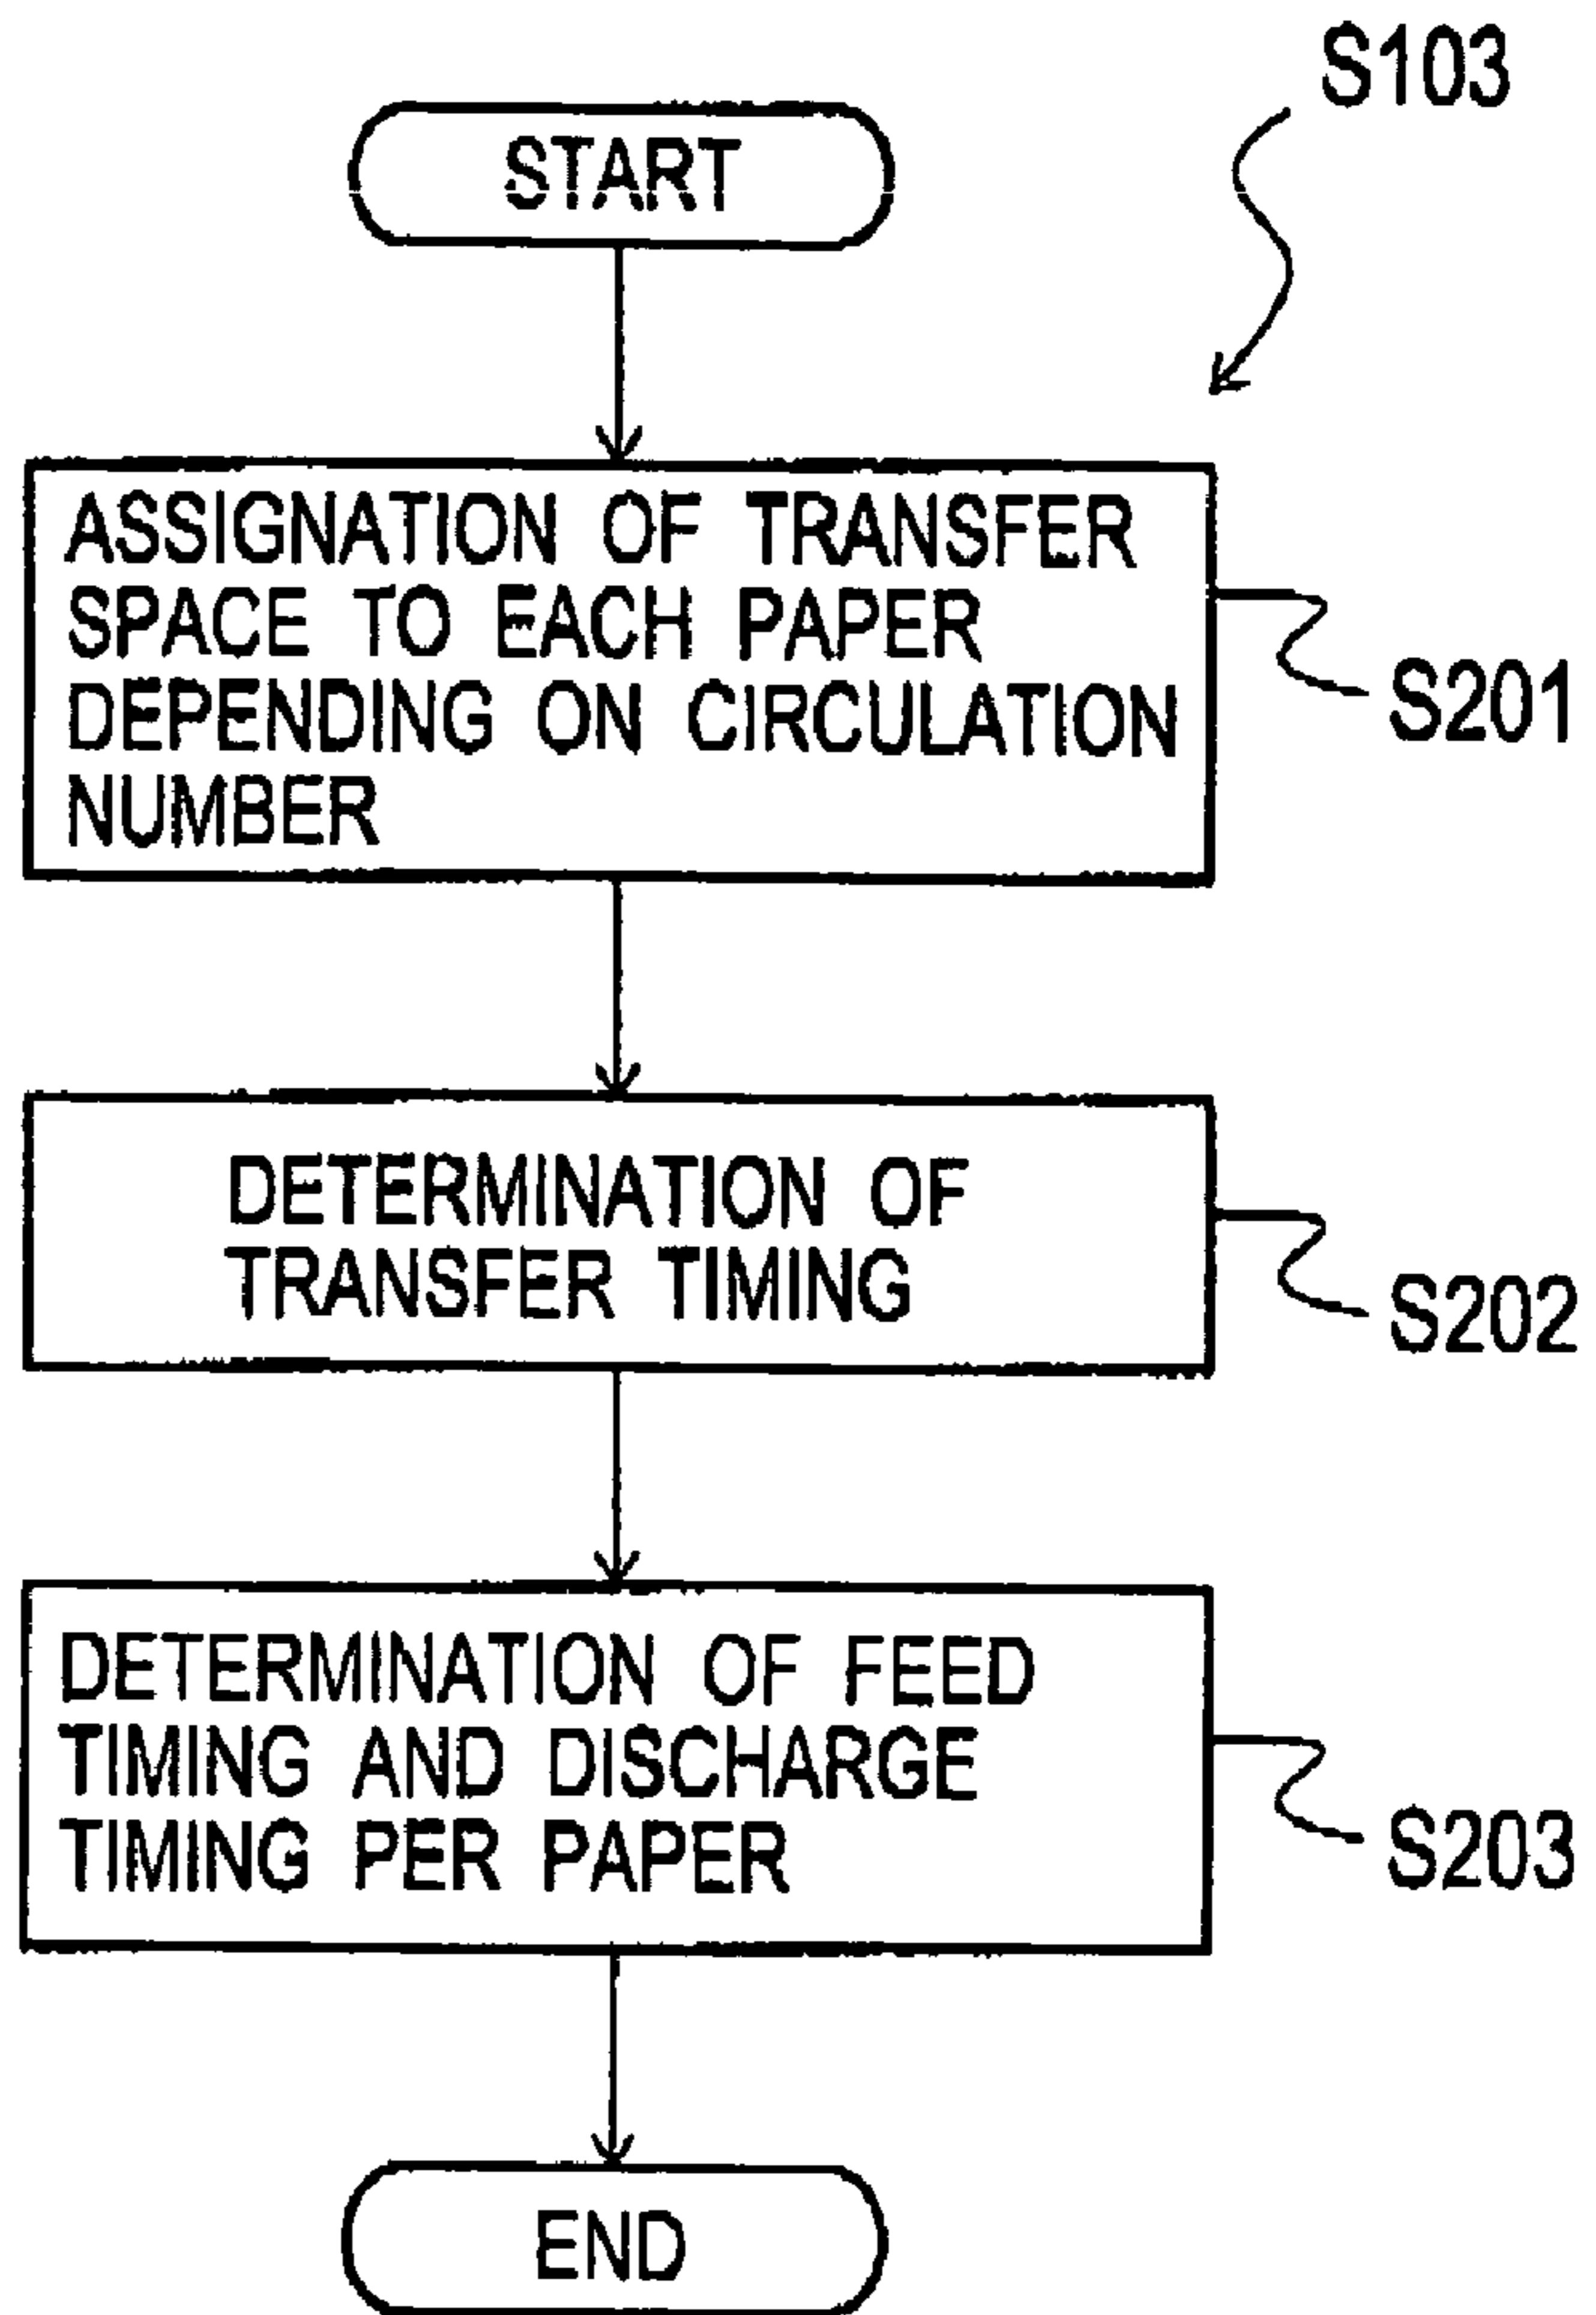 S103
START
ASSIGNATION OF TRANSFER
SPACE TO EACH PAPER
DEPENDING ON CIRCULATION
NUMBER
S201
DETERMINATION OF
TRANSFER TIMING
S202
DETERMINATION OF FEED
TIMING AND DISCHARGE
TIMING PER PAPER
S203
END